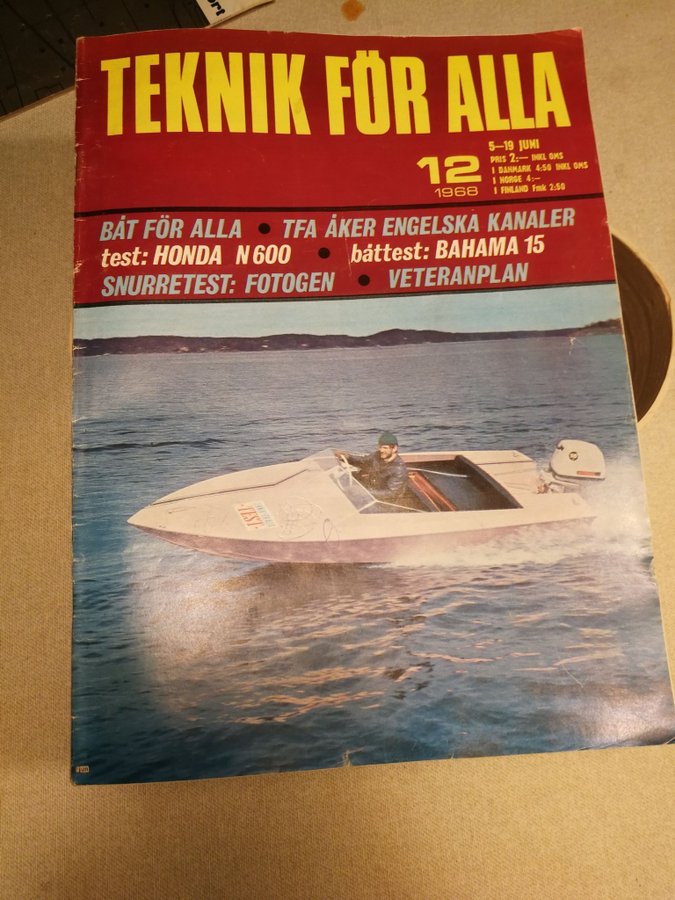 ort
TEKNIK FÖR ALLA
12
1968
5–19 JUNI
PRIS 2:— INKL OMS
I DANMARK 4:50 INKL OMS
I NORGE 4:—
I FINLAND Fmk 2:50
BÅT FÖR ALLA • TFA ÅKER ENGELSKA KANALER
test: HONDA N 600 • båttest: BAHAMA 15
SNURRETEST: FOTOGEN • VETERANPLAN
TEST